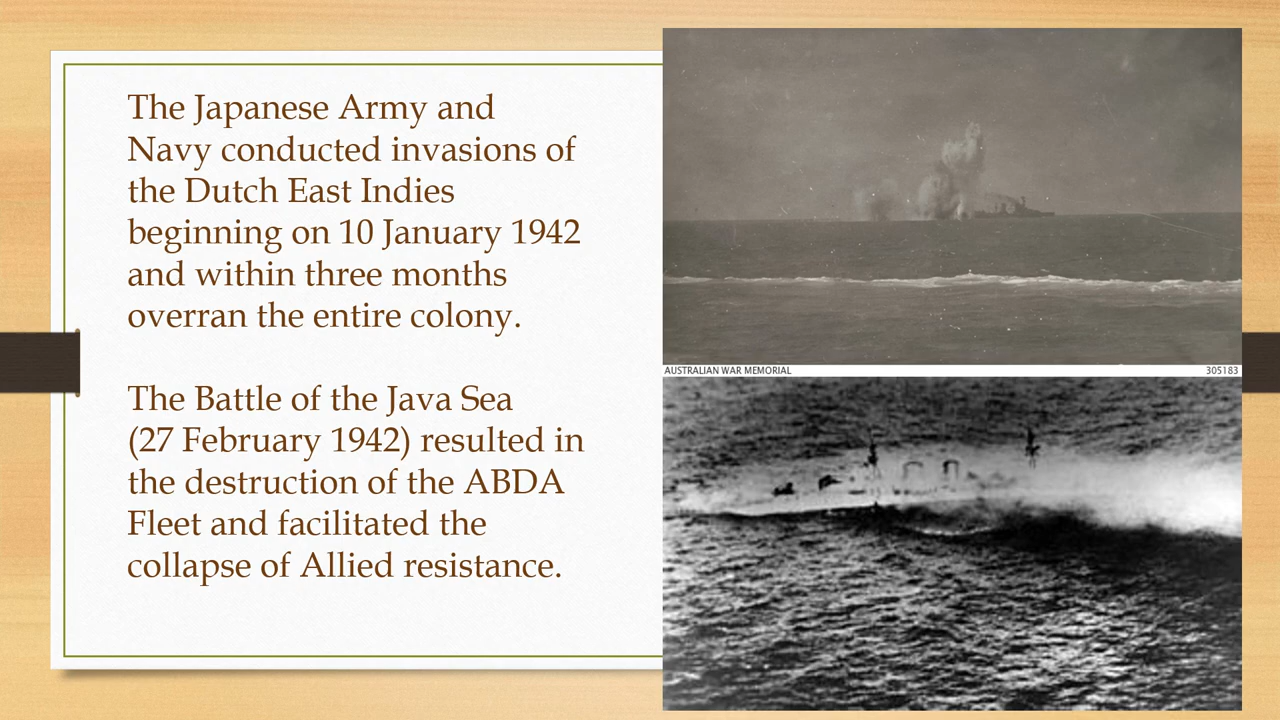 The Japanese Army and
Navy conducted invasions of
the Dutch East Indies
beginning on 10 January 1942
and within three months
overran the entire colony.
The Battle of the Java Sea
(27 February 1942) resulted in
the destruction of the ABDA
Fleet and facilitated the
collapse of Allied resistance.
AUSTRALIAN WAR MEMORIAL 305183